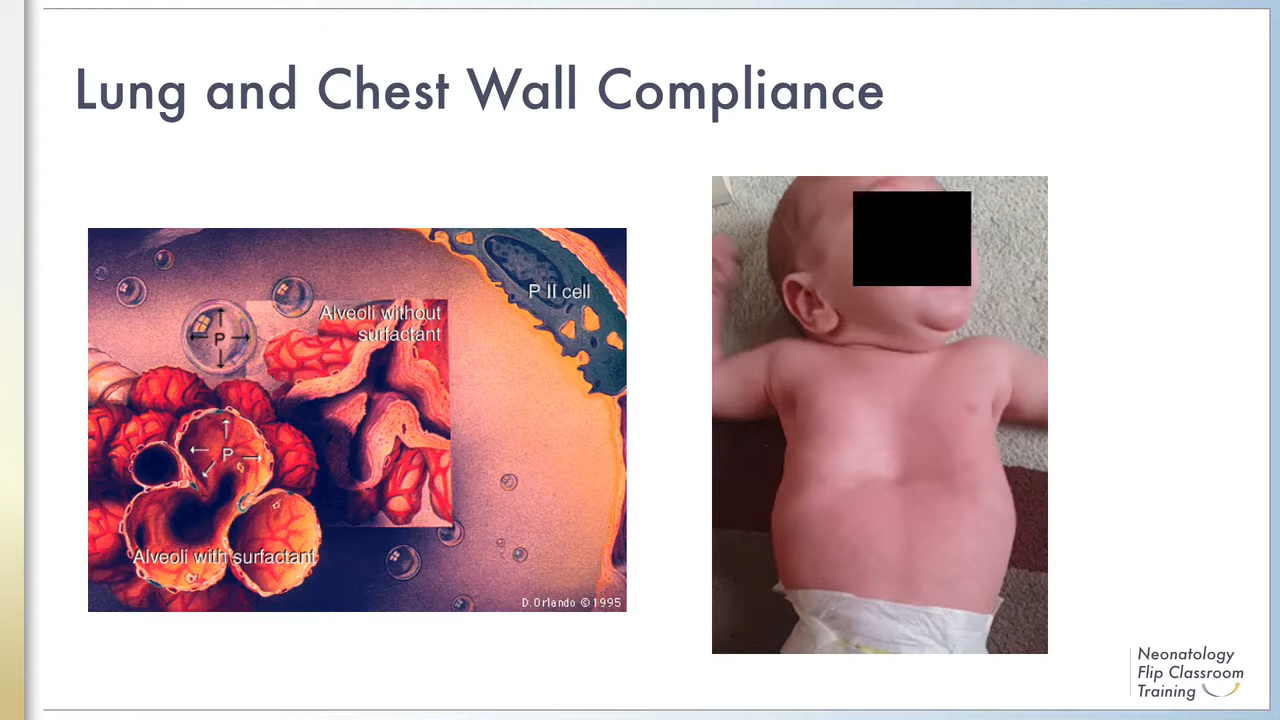 Lung and Chest Wall Compliance
P II cell
Alveoli without
surfactant
P
P
Alveoli with surfactant
D.Orlando ©1995
Neonatology
Flip Classroom
Training